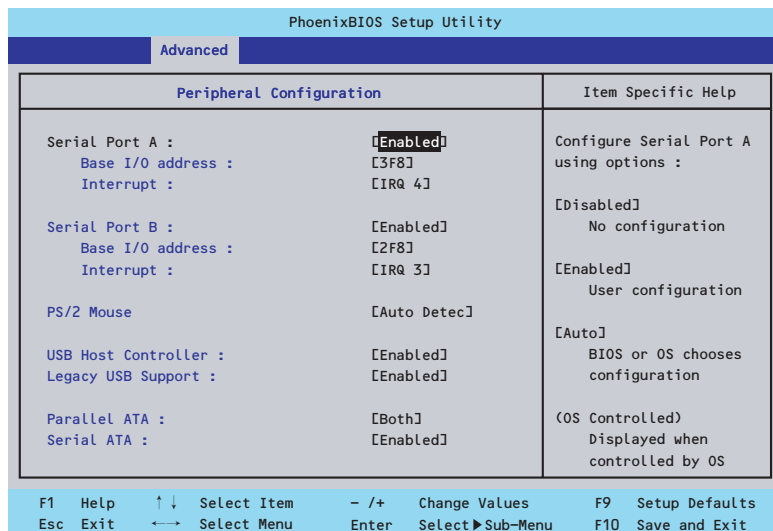 PhoenixBIOS Setup Utility
Advanced
Peripheral Configuration
Item Specific Help
Serial Port A : [Enabled]
Base I/O address : [3F8]
Interrupt : [IRQ 4]
Serial Port B : [Enabled]
Base I/O address : [2F8]
Interrupt : [IRQ 3]
PS/2 Mouse [Auto Detec]
USB Host Controller : [Enabled]
Legacy USB Support : [Enabled]
Parallel ATA : [Both]
Serial ATA : [Enabled]
Configure Serial Port A
using options :
[Disabled]
No configuration
[Enabled]
User configuration
[Auto]
BIOS or OS chooses
configuration
(OS Controlled)
Displayed when
controlled by OS
F1 Help ↑↓ Select Item - /+ Change Values F9 Setup Defaults
Esc Exit ←→ Select Menu Enter Select▶Sub-Menu F10 Save and Exit